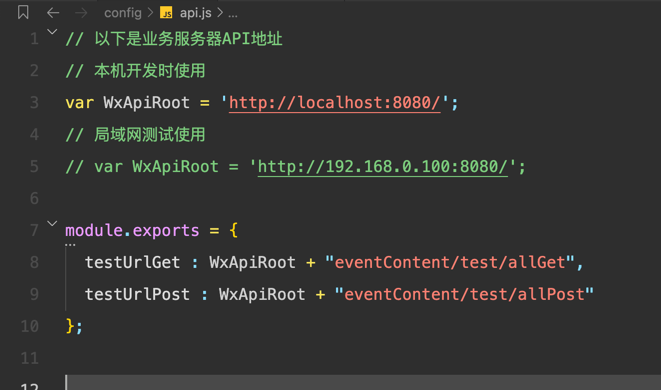 config > JS api.js > ...
1 // 以下是业务服务器API地址
2 // 本机开发时使用
3 var WxApiRoot = 'http://localhost:8080/';
4 // 局域网测试使用
5 // var WxApiRoot = 'http://192.168.0.100:8080/';
6
7 module.exports = {
8 testUrlGet : WxApiRoot + "eventContent/test/allGet",
9 testUrlPost : WxApiRoot + "eventContent/test/allPost"
10 };
11
12